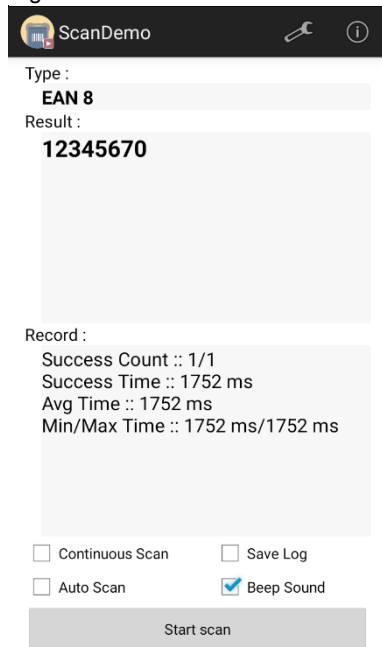 ScanDemo
Type :
EAN 8
Result :
12345670
Record :
Success Count :: 1/1
Success Time :: 1752 ms
Avg Time :: 1752 ms
Min/Max Time :: 1752 ms/1752 ms
Continuous Scan
Save Log
Auto Scan
Beep Sound
Start scan